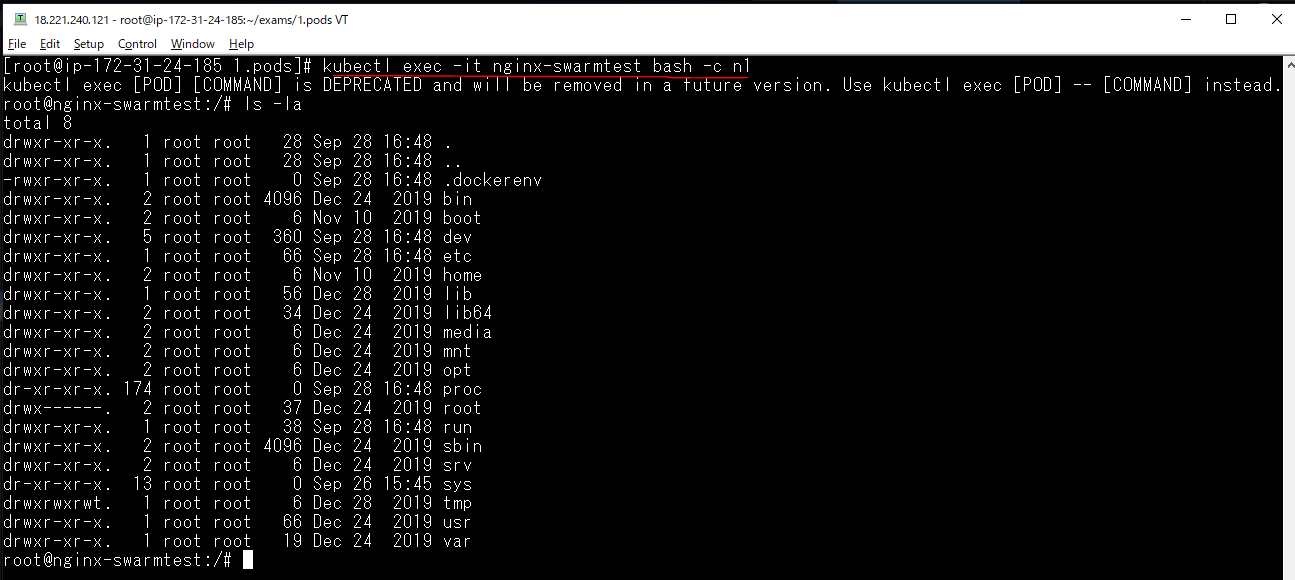 18.221.240.121 - root@ip-172-31-24-185:~/exams/1.pods VT
File Edit Setup Control Window Help
[root@ip-172-31-24-185 1.pods]# kubectl exec -it nginx-swarmtest bash -c n1
kubectl exec [POD] [COMMAND] is DEPRECATED and will be removed in a future version. Use kubectl exec [POD] -- [COMMAND] instead.
root@nginx-swarmtest:/# ls -la
total 8
drwxr-xr-x. 1 root root 28 Sep 28 16:48 .
drwxr-xr-x. 1 root root 28 Sep 28 16:48 ..
-rwxr-xr-x. 1 root root 0 Sep 28 16:48 .dockerenv
drwxr-xr-x. 2 root root 4096 Dec 24 2019 bin
drwxr-xr-x. 2 root root 6 Nov 10 2019 boot
drwxr-xr-x. 5 root root 360 Sep 28 16:48 dev
drwxr-xr-x. 1 root root 66 Sep 28 16:48 etc
drwxr-xr-x. 2 root root 6 Nov 10 2019 home
drwxr-xr-x. 1 root root 56 Dec 28 2019 lib
drwxr-xr-x. 2 root root 34 Dec 24 2019 lib64
drwxr-xr-x. 2 root root 6 Dec 24 2019 media
drwxr-xr-x. 2 root root 6 Dec 24 2019 mnt
drwxr-xr-x. 2 root root 6 Dec 24 2019 opt
dr-xr-xr-x. 174 root root 0 Sep 28 16:48 proc
drwx------. 2 root root 37 Dec 24 2019 root
drwxr-xr-x. 1 root root 38 Sep 28 16:48 run
drwxr-xr-x. 2 root root 4096 Dec 24 2019 sbin
drwxr-xr-x. 2 root root 6 Dec 24 2019 srv
dr-xr-xr-x. 13 root root 0 Sep 26 15:45 sys
drwxrwxrwt. 1 root root 6 Dec 28 2019 tmp
drwxr-xr-x. 1 root root 66 Dec 24 2019 usr
drwxr-xr-x. 1 root root 19 Dec 24 2019 var
root@nginx-swarmtest:/#